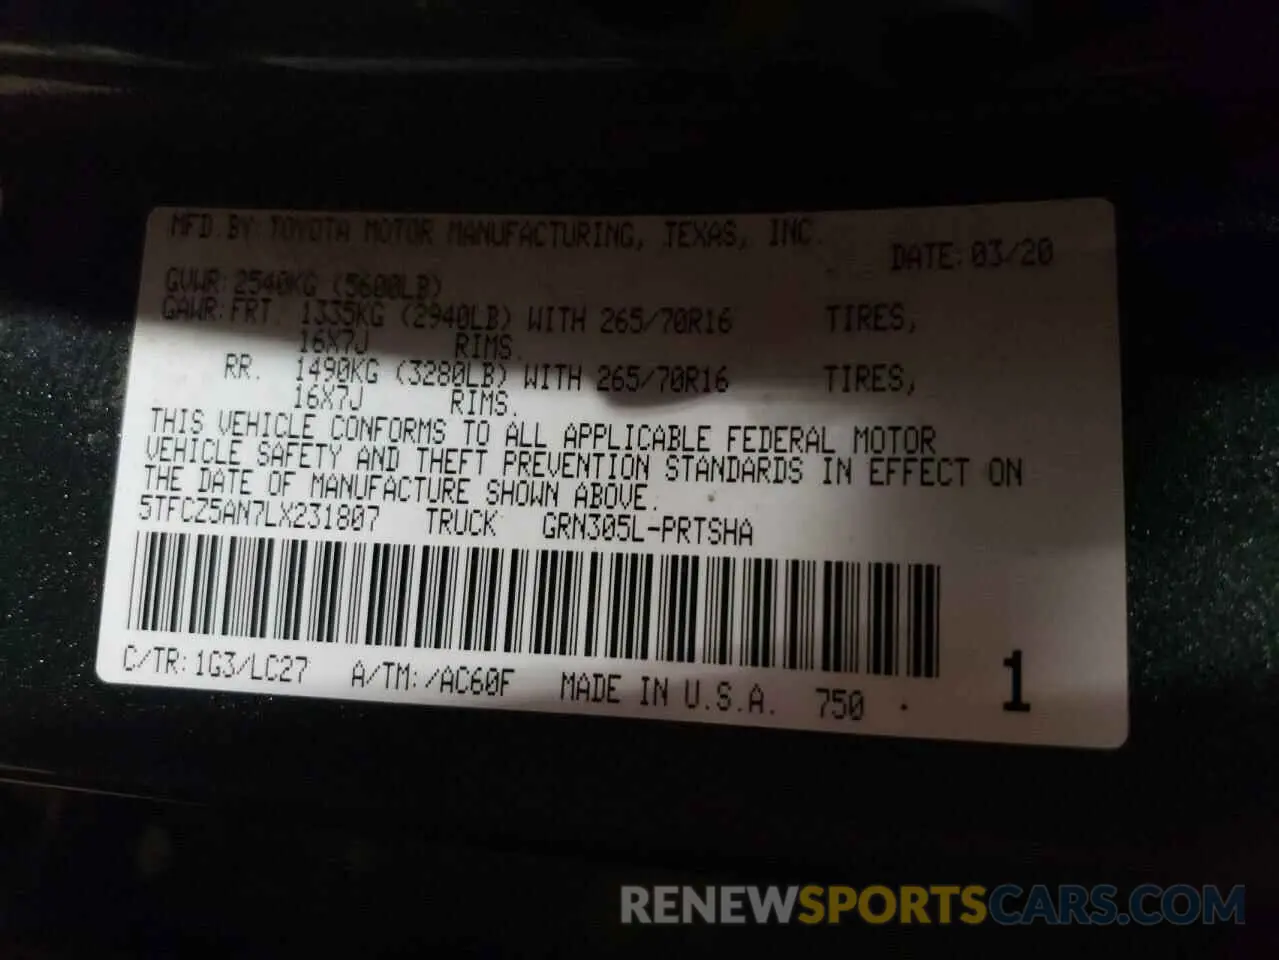 MFD.BY: TOYOTA MOTOR MANUFACTURING, TEXAS, INC.
DATE: 03/20
GVWR: 2540KG (5600LB)
GAWR: FRT. 1335KG (2940LB) WITH 265/70R16 TIRES,
16X7J RIMS.
RR. 1490KG (3280LB) WITH 265/70R16 TIRES,
16X7J RIMS.
THIS VEHICLE CONFORMS TO ALL APPLICABLE FEDERAL MOTOR
VEHICLE SAFETY AND THEFT PREVENTION STANDARDS IN EFFECT ON
THE DATE OF MANUFACTURE SHOWN ABOVE.
5TFCZ5AN7LX231807 TRUCK GRN305L-PRTSHA
C/TR: 1G3/LC27 A/TM: /AC60F MADE IN U.S.A. 750 . 1
RENEWSPORTSCARS.COM